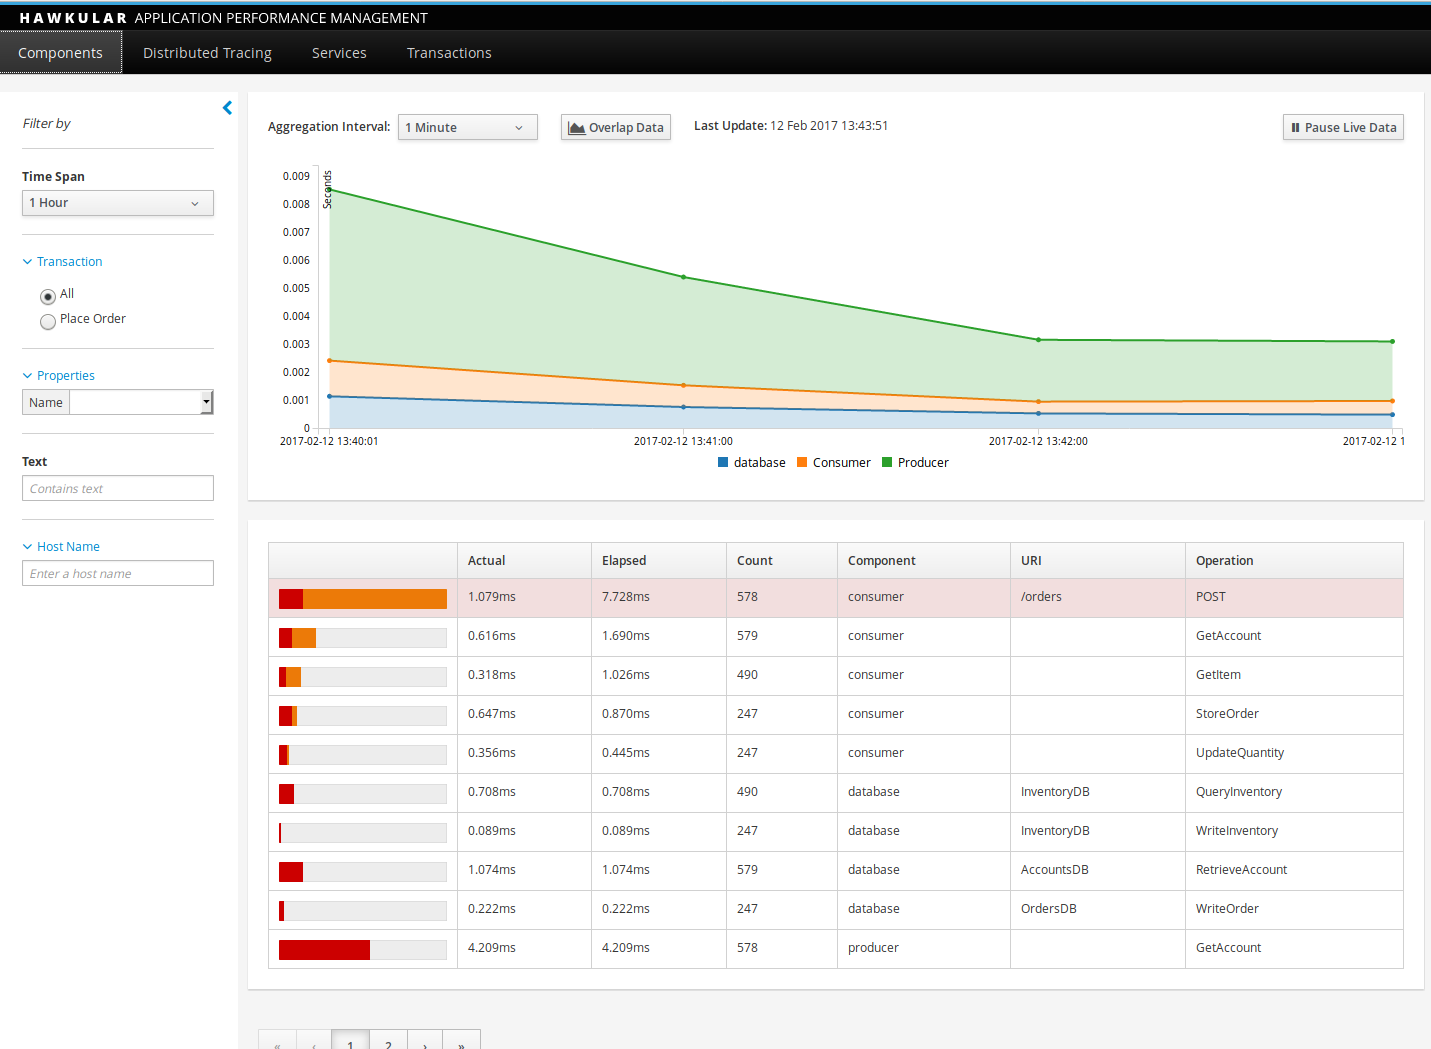 HAWKULAR APPLICATION PERFORMANCE MANAGEMENT
Components Distributed Tracing Services Transactions
Filter by
Time Span
1 Hour
Transaction
All
Place Order
Properties
Name
Text
Contains text
Host Name
Enter a host name
Aggregation Interval: 1 Minute Overlap Data Last Update: 12 Feb 2017 13:43:51 Pause Live Data
Seconds
0.009
0.008
0.007
0.006
0.005
0.004
0.003
0.002
0.001
0
2017-02-12 13:40:01 2017-02-12 13:41:00 2017-02-12 13:42:00 2017-02-12 1
database Consumer Producer
Actual Elapsed Count Component URI Operation
1.079ms 7.728ms 578 consumer /orders POST
0.616ms 1.690ms 579 consumer GetAccount
0.318ms 1.026ms 490 consumer GetItem
0.647ms 0.870ms 247 consumer StoreOrder
0.356ms 0.445ms 247 consumer UpdateQuantity
0.708ms 0.708ms 490 database InventoryDB QueryInventory
0.089ms 0.089ms 247 database InventoryDB WriteInventory
1.074ms 1.074ms 579 database AccountsDB RetrieveAccount
0.222ms 0.222ms 247 database OrdersDB WriteOrder
4.209ms 4.209ms 578 producer GetAccount
« ‹ 1 2 › »